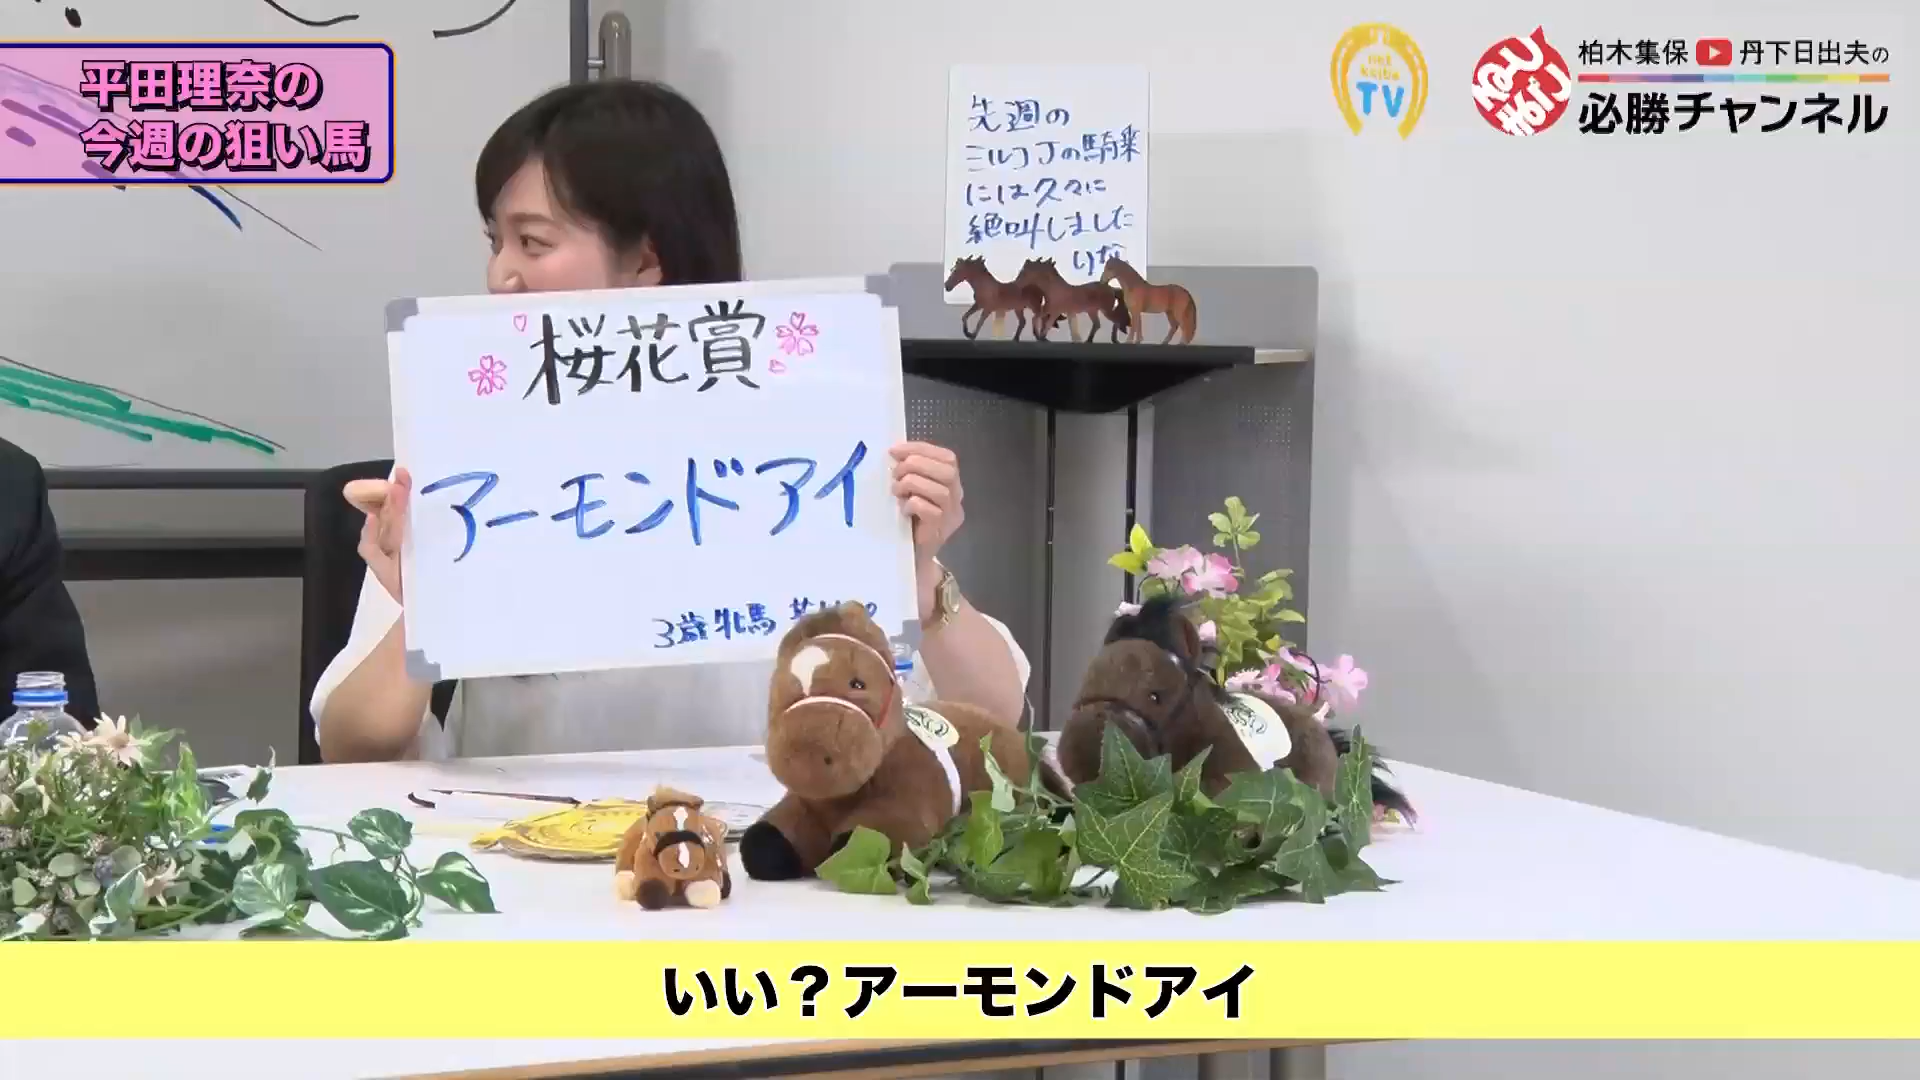 平田理奈の
今週の狙い馬
net
keiba
TV
柏木集保 丹下日出夫の
必勝チャンネル
先週の
ミルコJの騎乗
には久々に
絶叫しました
桜花賞
アーモンドアイ
3歳牝馬
いい？アーモンドアイ